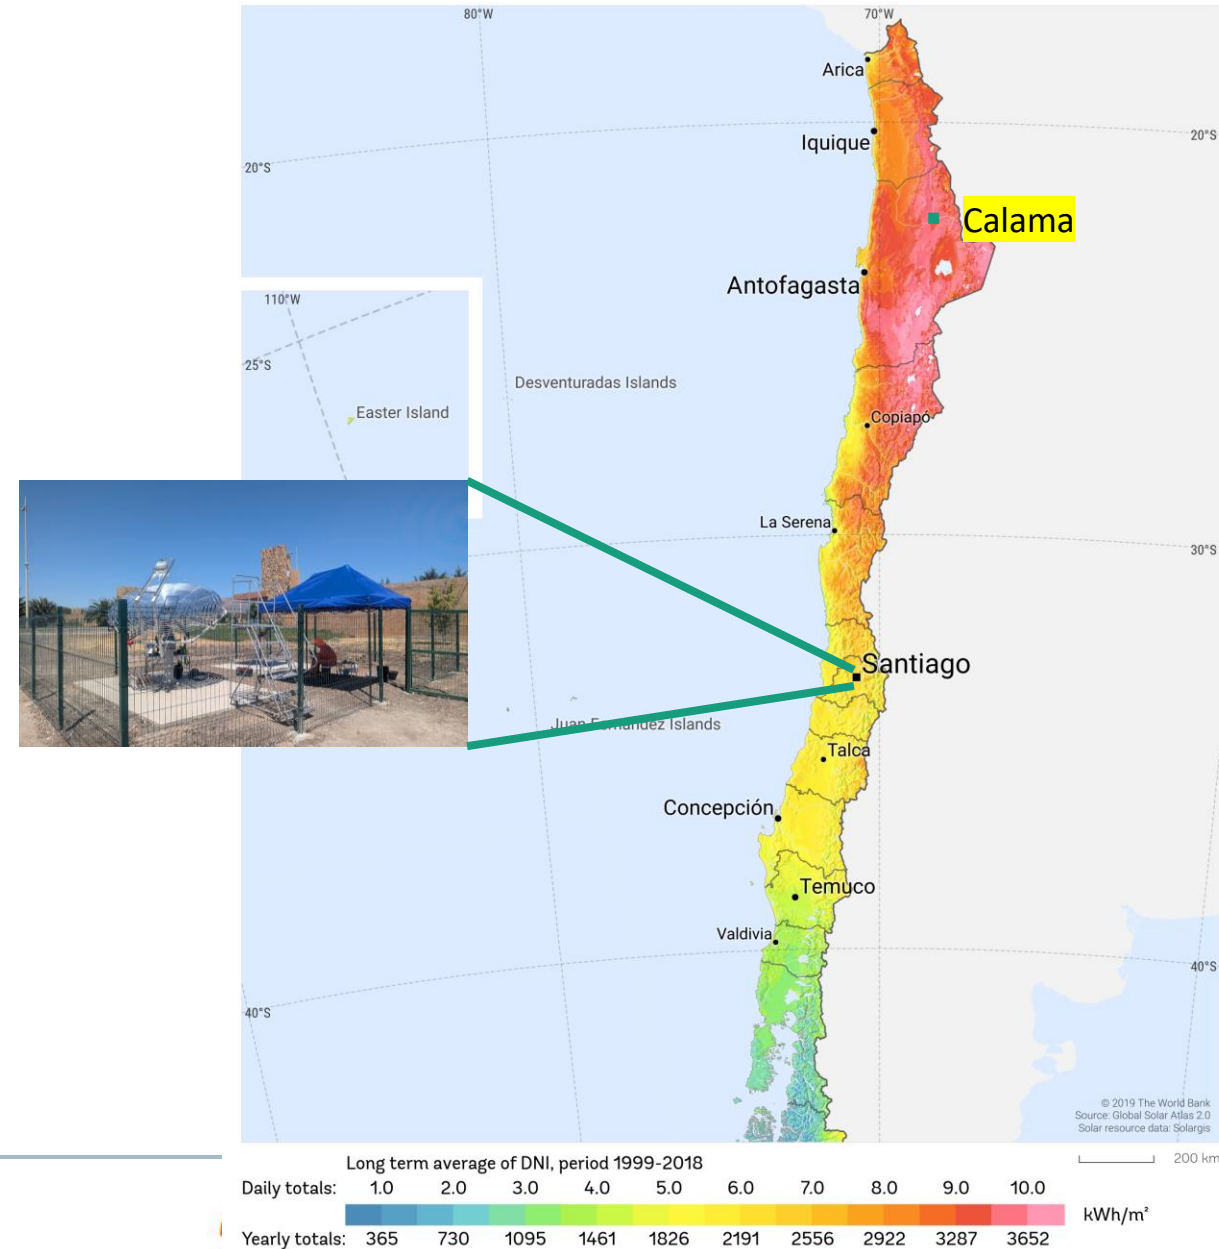 80°W
70°W
Arica
Iquique
20°S
20°S
Calama
Antofagasta
110°W
25°S
Desventuradas Islands
Easter Island
Copiapó
La Serena
30°S
Santiago
Juan Fernández Islands
Talca
Concepción
Temuco
Valdivia
40°S
40°S
© 2019 The World Bank
Source: Global Solar Atlas 2.0
Solar resource data: Solargis
200 km
Long term average of DNI, period 1999-2018
Daily totals: 1.0 2.0 3.0 4.0 5.0 6.0 7.0 8.0 9.0 10.0
kWh/m²
Yearly totals: 365 730 1095 1461 1826 2191 2556 2922 3287 3652